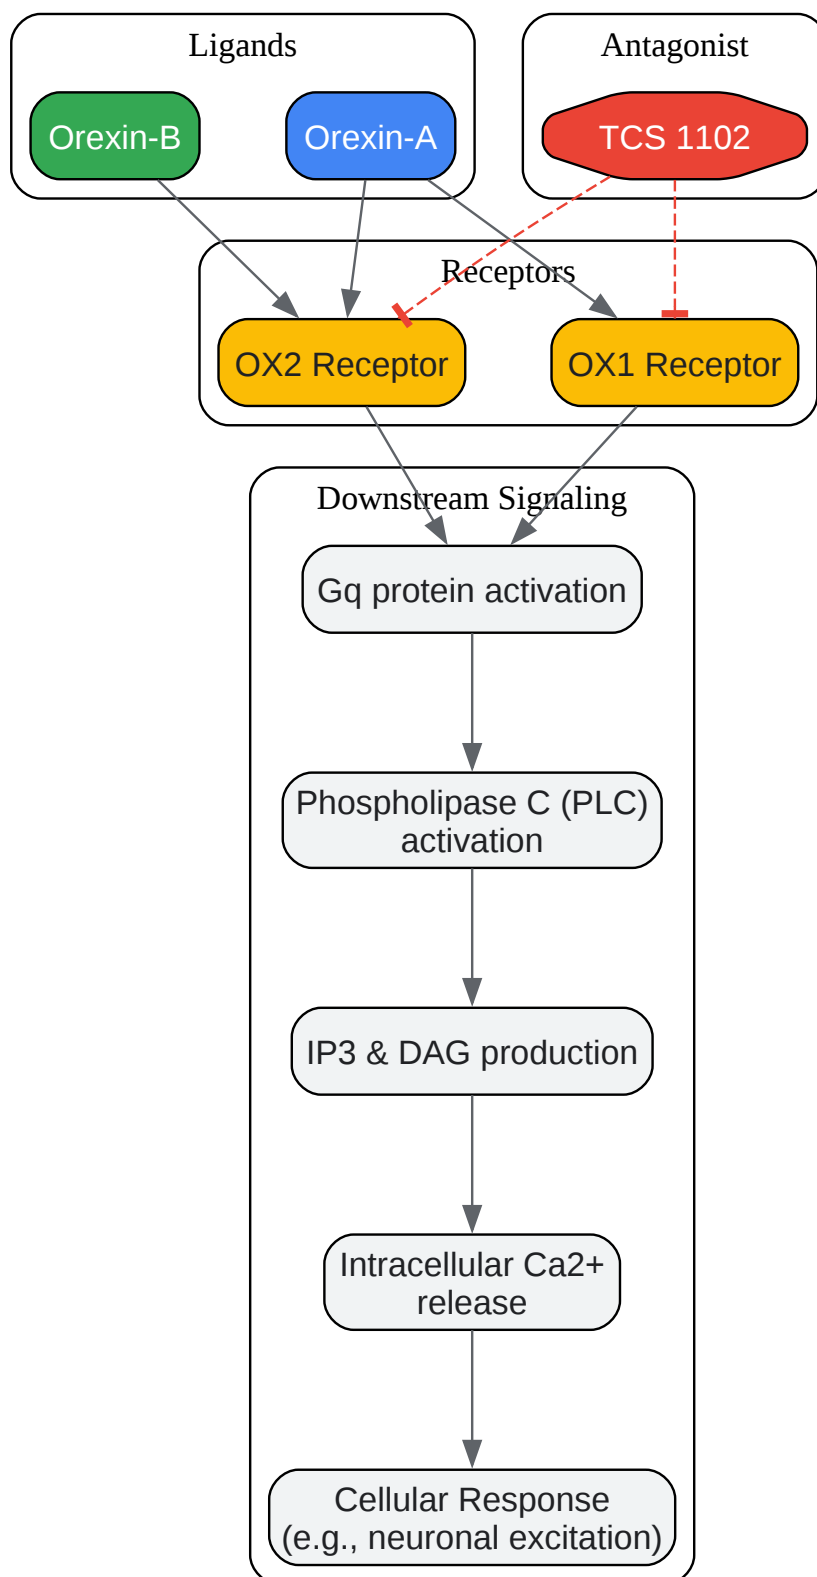 Ligands
Antagonist
Orexin-B
Orexin-A
TCS 1102
Receptors
OX2 Receptor
OX1 Receptor
Downstream Signaling
Gq protein activation
Phospholipase C (PLC)
activation
IP3 & DAG production
Intracellular Ca2+
release
Cellular Response
(e.g., neuronal excitation)